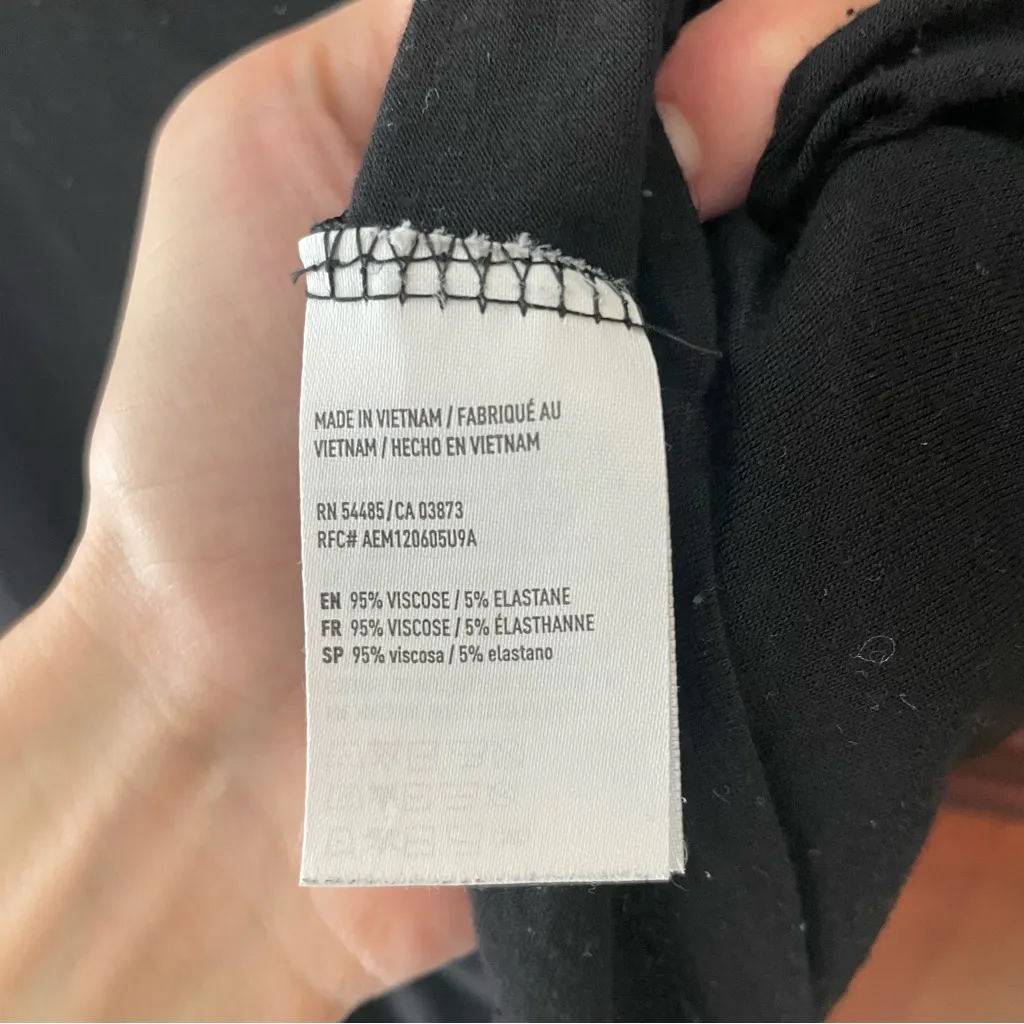 MADE IN VIETNAM / FABRIQUÉ AU
VIETNAM / HECHO EN VIETNAM
RN 54485/CA 03873
RFC# AEM120605U9A
EN 95% VISCOSE / 5% ELASTANE
FR 95% VISCOSE / 5% ÉLASTHANNE
SP 95% viscosa / 5% elastano